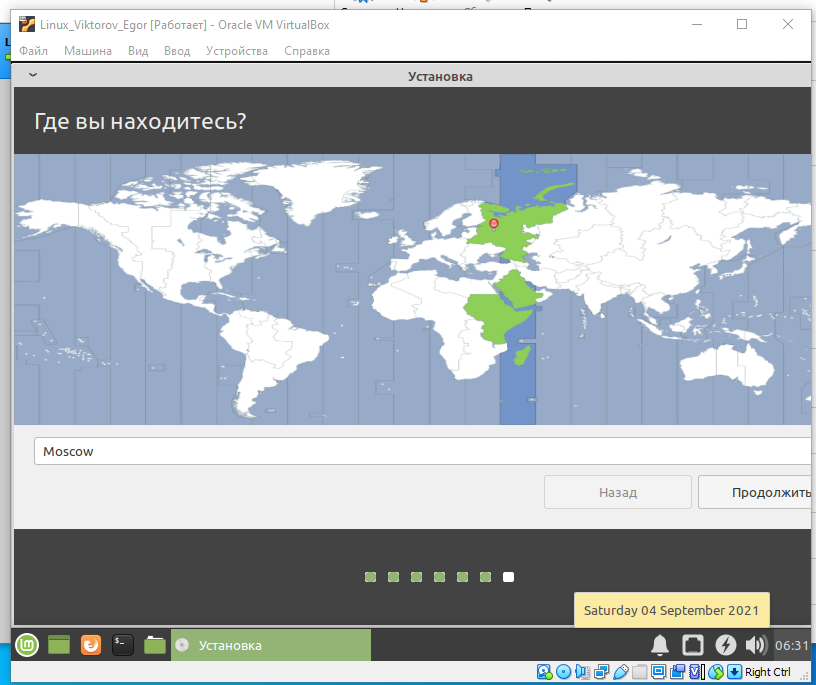 Linux_Viktorov_Egor [Работает] - Oracle VM VirtualBox
Файл Машина Вид Ввод Устройства Справка
Установка
Где вы находитесь?
Moscow
Назад Продолжить
Saturday 04 September 2021
Установка
06:31
Right Ctrl